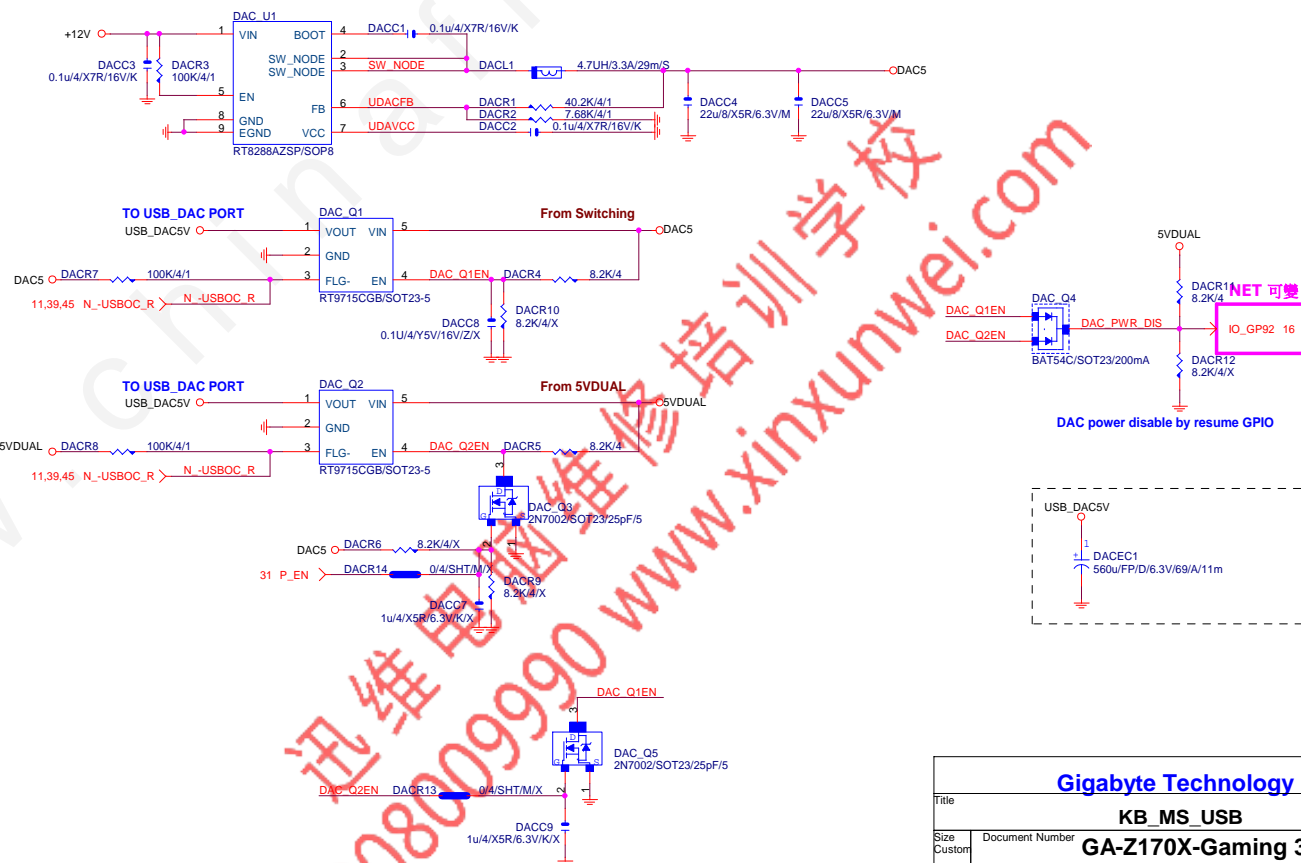 DAC_U1
+12V
1 VIN BOOT 4 DACC1 0.1u/4/X7R/16V/K
SW_NODE 2
SW_NODE 3 SW_NODE DACL1 4.7UH/3.3A/29m/S DAC5
DACC3
0.1u/4/X7R/16V/K
DACR3
100K/4/1
5 EN
FB 6 UDACFB DACR1 40.2K/4/1
DACR2 7.68K/4/1
8 GND
9 EGND VCC 7 UDAVCC DACC2 0.1u/4/X7R/16V/K
RT8288AZSP/SOP8
DACC4
22u/8/X5R/6.3V/M
DACC5
22u/8/X5R/6.3V/M
TO USB_DAC PORT
USB_DAC5V
DAC_Q1
From Switching
1 VOUT VIN 5 DAC5
2 GND
DAC5 DACR7 100K/4/1 3 FLG- EN 4 DAC_Q1EN DACR4 8.2K/4
11,39,45 N_-USBOC_R N_-USBOC_R
RT9715CGB/SOT23-5
DACC8
0.1U/4/Y5V/16V/Z/X
DACR10
8.2K/4/X
TO USB_DAC PORT
USB_DAC5V
DAC_Q2
From 5VDUAL
1 VOUT VIN 5 5VDUAL
2 GND
5VDUAL DACR8 100K/4/1 3 FLG- EN 4 DAC_Q2EN DACR5 8.2K/4
11,39,45 N_-USBOC_R N_-USBOC_R
RT9715CGB/SOT23-5
3
D
G S
DAC_Q3
2N7002/SOT23/25pF/5
2 1
DAC5 DACR6 8.2K/4/X
31 P_EN DACR14 0/4/SHT/M/X
DACR9
8.2K/4/X
DACC7
1u/4/X5R/6.3V/K/X
DAC_Q1EN
3
D
G S
DAC_Q5
2N7002/SOT23/25pF/5
2 1
DAC_Q2EN DACR13 0/4/SHT/M/X
DACC9
1u/4/X5R/6.3V/K/X
5VDUAL
DACR11
8.2K/4
NET 可變
DAC_Q4
DAC_Q1EN
DAC_Q2EN
DAC_PWR_DIS
IO_GP92 16
BAT54C/SOT23/200mA
DACR12
8.2K/4/X
DAC power disable by resume GPIO
USB_DAC5V
1
+
DACEC1
560u/FP/D/6.3V/69/A/11m
迅维电脑维修培训学校
08009990 www.xinxunwei.com
Gigabyte Technology
Title
KB_MS_USB
Size
Custom
Document Number
GA-Z170X-Gaming 3